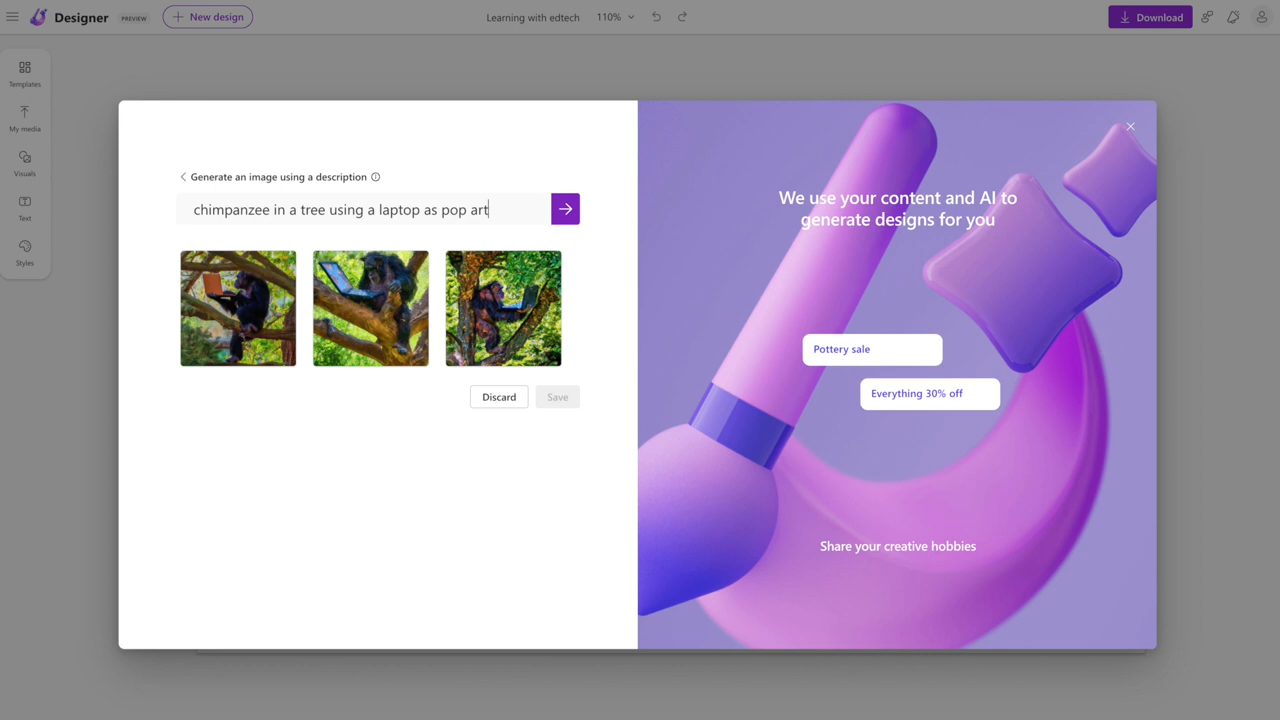 Designer PREVIEW New design Learning with edtech 110% Download
Templates
My media
Visuals
Text
Styles
Generate an image using a description
chimpanzee in a tree using a laptop as pop art
Discard Save
We use your content and AI to
generate designs for you
Pottery sale
Everything 30% off
Share your creative hobbies